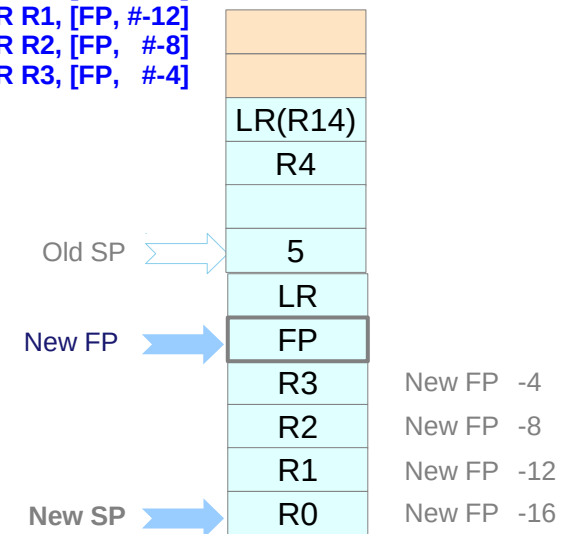 R R1, [FP, #-12]
R R2, [FP, #-8]
R R3, [FP, #-4]
LR(R14)
R4
Old SP
5
LR
New FP
FP
R3
New FP -4
R2
New FP -8
R1
New FP -12
New SP
R0
New FP -16